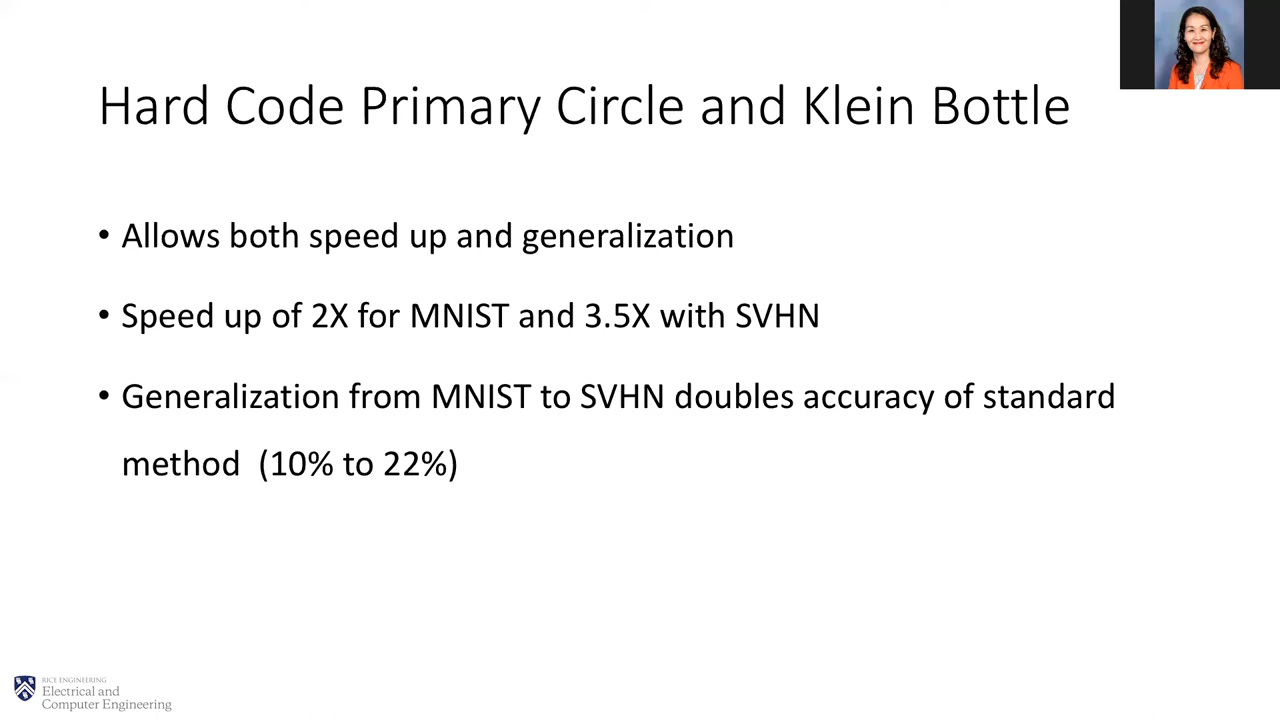 Hard Code Primary Circle and Klein Bottle
• Allows both speed up and generalization
• Speed up of 2X for MNIST and 3.5X with SVHN
• Generalization from MNIST to SVHN doubles accuracy of standard
method (10% to 22%)
RICE ENGINEERING
Electrical and
Computer Engineering